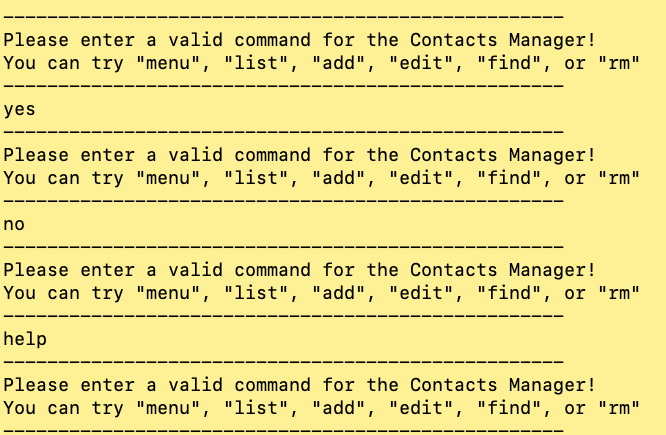 ---------------------------------------------------
Please enter a valid command for the Contacts Manager!
You can try "menu", "list", "add", "edit", "find", or "rm"
---------------------------------------------------
yes
---------------------------------------------------
Please enter a valid command for the Contacts Manager!
You can try "menu", "list", "add", "edit", "find", or "rm"
---------------------------------------------------
no
---------------------------------------------------
Please enter a valid command for the Contacts Manager!
You can try "menu", "list", "add", "edit", "find", or "rm"
---------------------------------------------------
help
---------------------------------------------------
Please enter a valid command for the Contacts Manager!
You can try "menu", "list", "add", "edit", "find", or "rm"
---------------------------------------------------